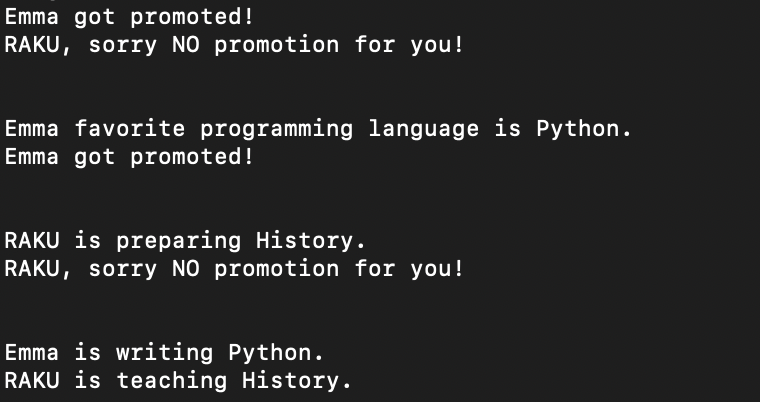 Emma got promoted!
RAKU, sorry NO promotion for you!
Emma favorite programming language is Python.
Emma got promoted!
RAKU is preparing History.
RAKU, sorry NO promotion for you!
Emma is writing Python.
RAKU is teaching History.